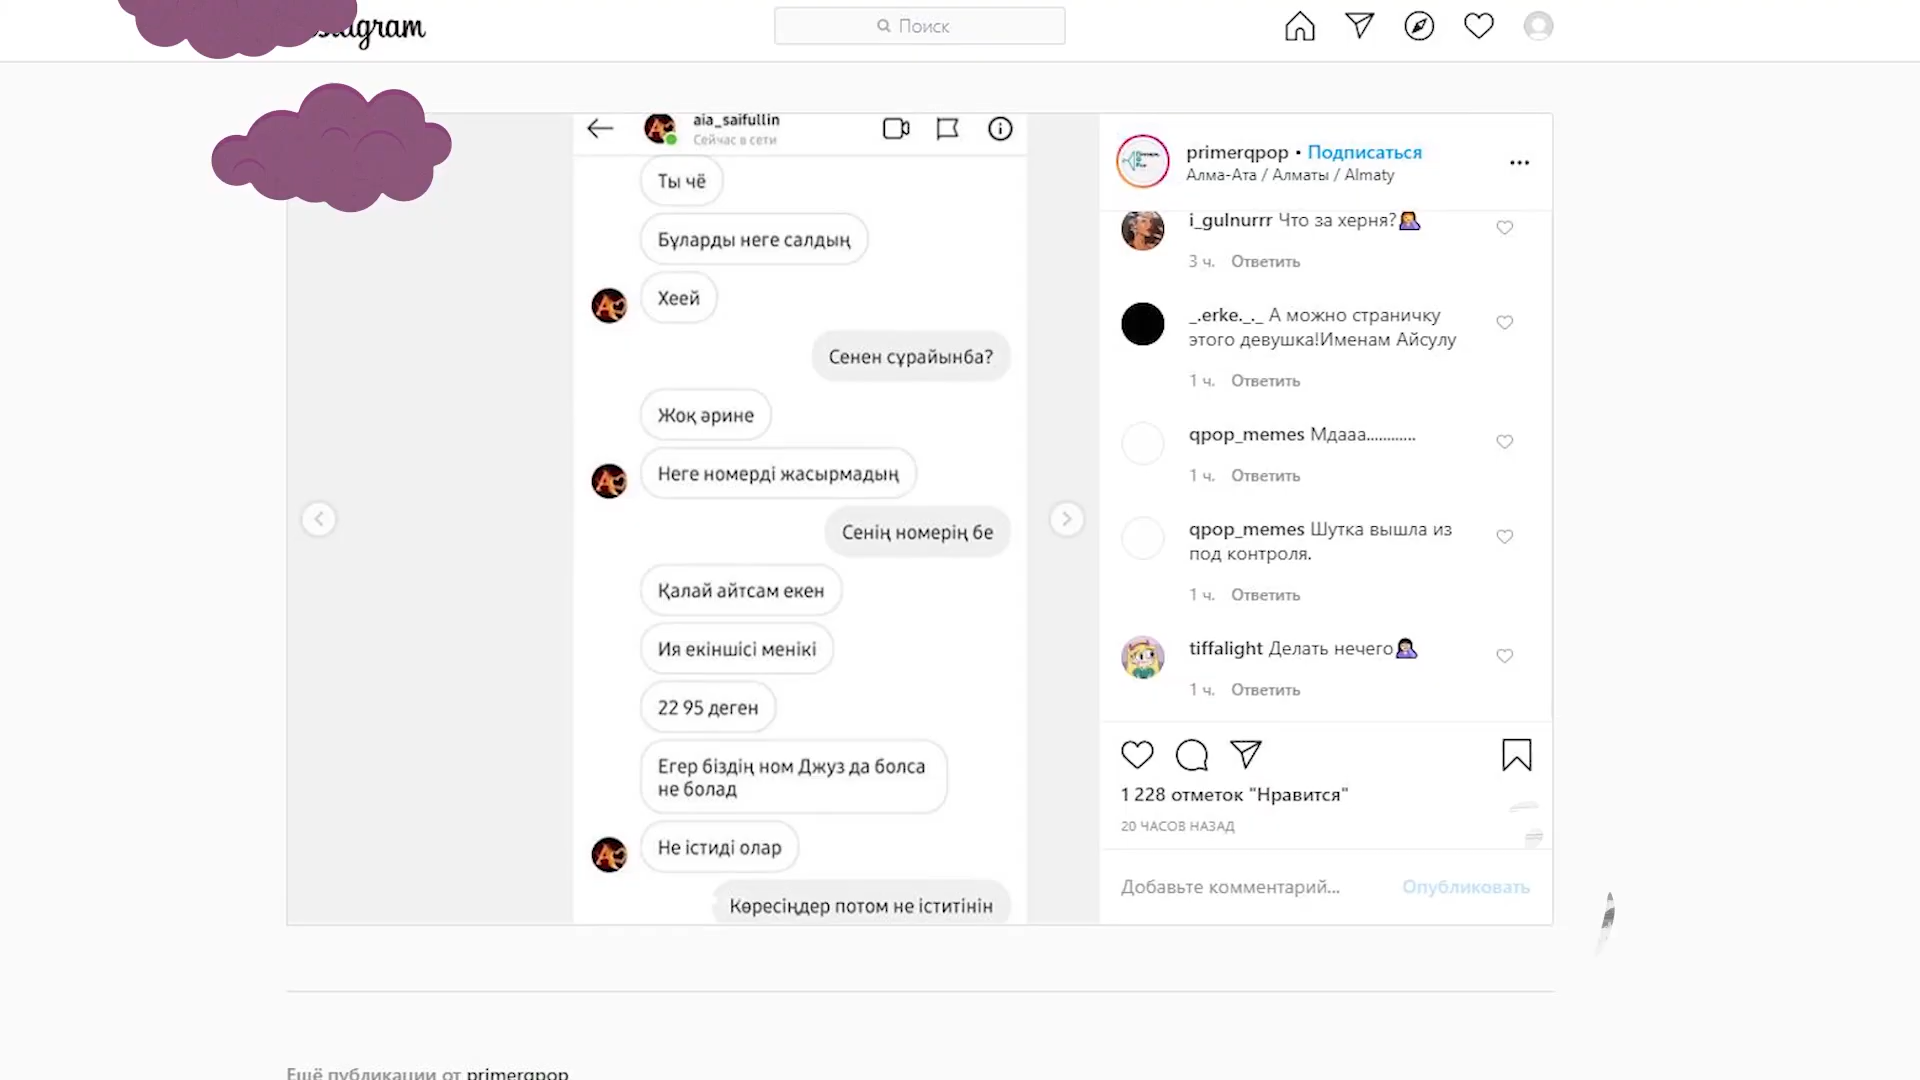 Поиск
aia_saifullin
Сейчас в сети
Ты чё
Бұларды неге салдың
Хеей
Сенен сұрайынба?
Жоқ әрине
Неге номерді жасырмадың
Сенің номерің бе
Қалай айтсам екен
Ия екіншісі менікі
22 95 деген
Егер біздің ном Джуз да болса
не болад
Не істиді олар
Көресіңдер потом не іститінін
primerqpop • Подписаться
Алма-Ата / Алматы / Almaty
i_gulnurrr Что за херня?🤦‍♀️
3 ч. Ответить
_.erke._._ А можно страничку
этого девушка!Именам Айсулу
1 ч. Ответить
qpop_memes Мдааа............
1 ч. Ответить
qpop_memes Шутка вышла из
под контроля.
1 ч. Ответить
tiffalight Делать нечего🤦🏻‍♀️
1 ч. Ответить
1 228 отметок "Нравится"
20 ЧАСОВ НАЗАД
Добавьте комментарий... Опубликовать
Ещё публикации от primerqpop